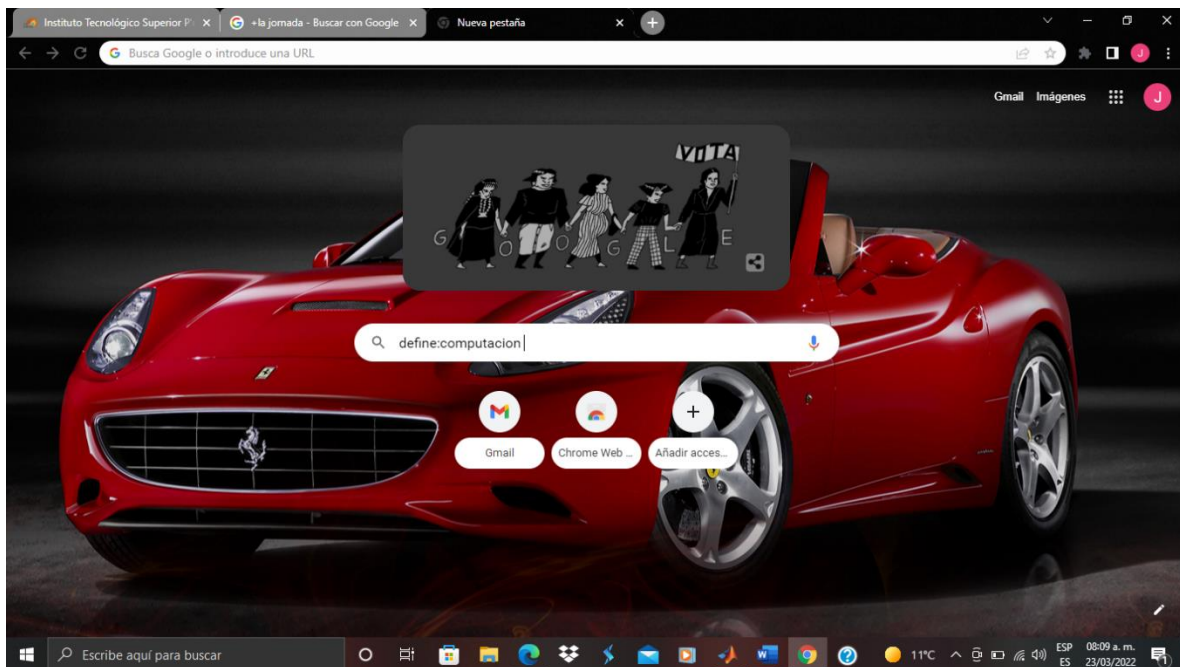 Instituto Tecnológico Superior P'
+la jornada - Buscar con Google
Nueva pestaña
Busca Google o introduce una URL
J
Gmail Imágenes
J
VOTA
G O O G L E
define:computacion
Gmail
Chrome Web ...
Añadir acces...
Escribe aquí para buscar
11°C
ESP
ES
08:09 a. m.
23/03/2022